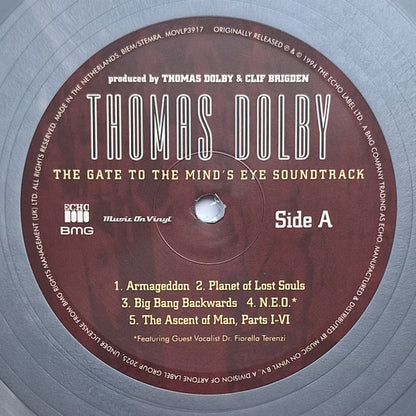 ORIGINALLY RELEASED ℗ & © 1994 THE ECHO LABEL LTD., A BMG COMPANY TRADING AS ECHO. MANUFACTURED & DISTRIBUTED BY MUSIC ON VINYL B.V., A DIVISION OF ARTONE LABEL GROUP 2025 UNDER LICENSE FROM BMG RIGHTS MANAGEMENT (UK) LTD. ALL RIGHTS RESERVED. MADE IN THE NETHERLANDS. BIEM/STEMRA. MOVLP3917
produced by THOMAS DOLBY & CLIF BRIGDEN
THOMAS DOLBY
THE GATE TO THE MIND'S EYE SOUNDTRACK
ECHO
BMG
Music On Vinyl
Side A
1. Armageddon 2. Planet of Lost Souls
3. Big Bang Backwards 4. N.E.O.*
5. The Ascent of Man, Parts I-VI
*Featuring Guest Vocalist Dr. Fiorella Terenzi